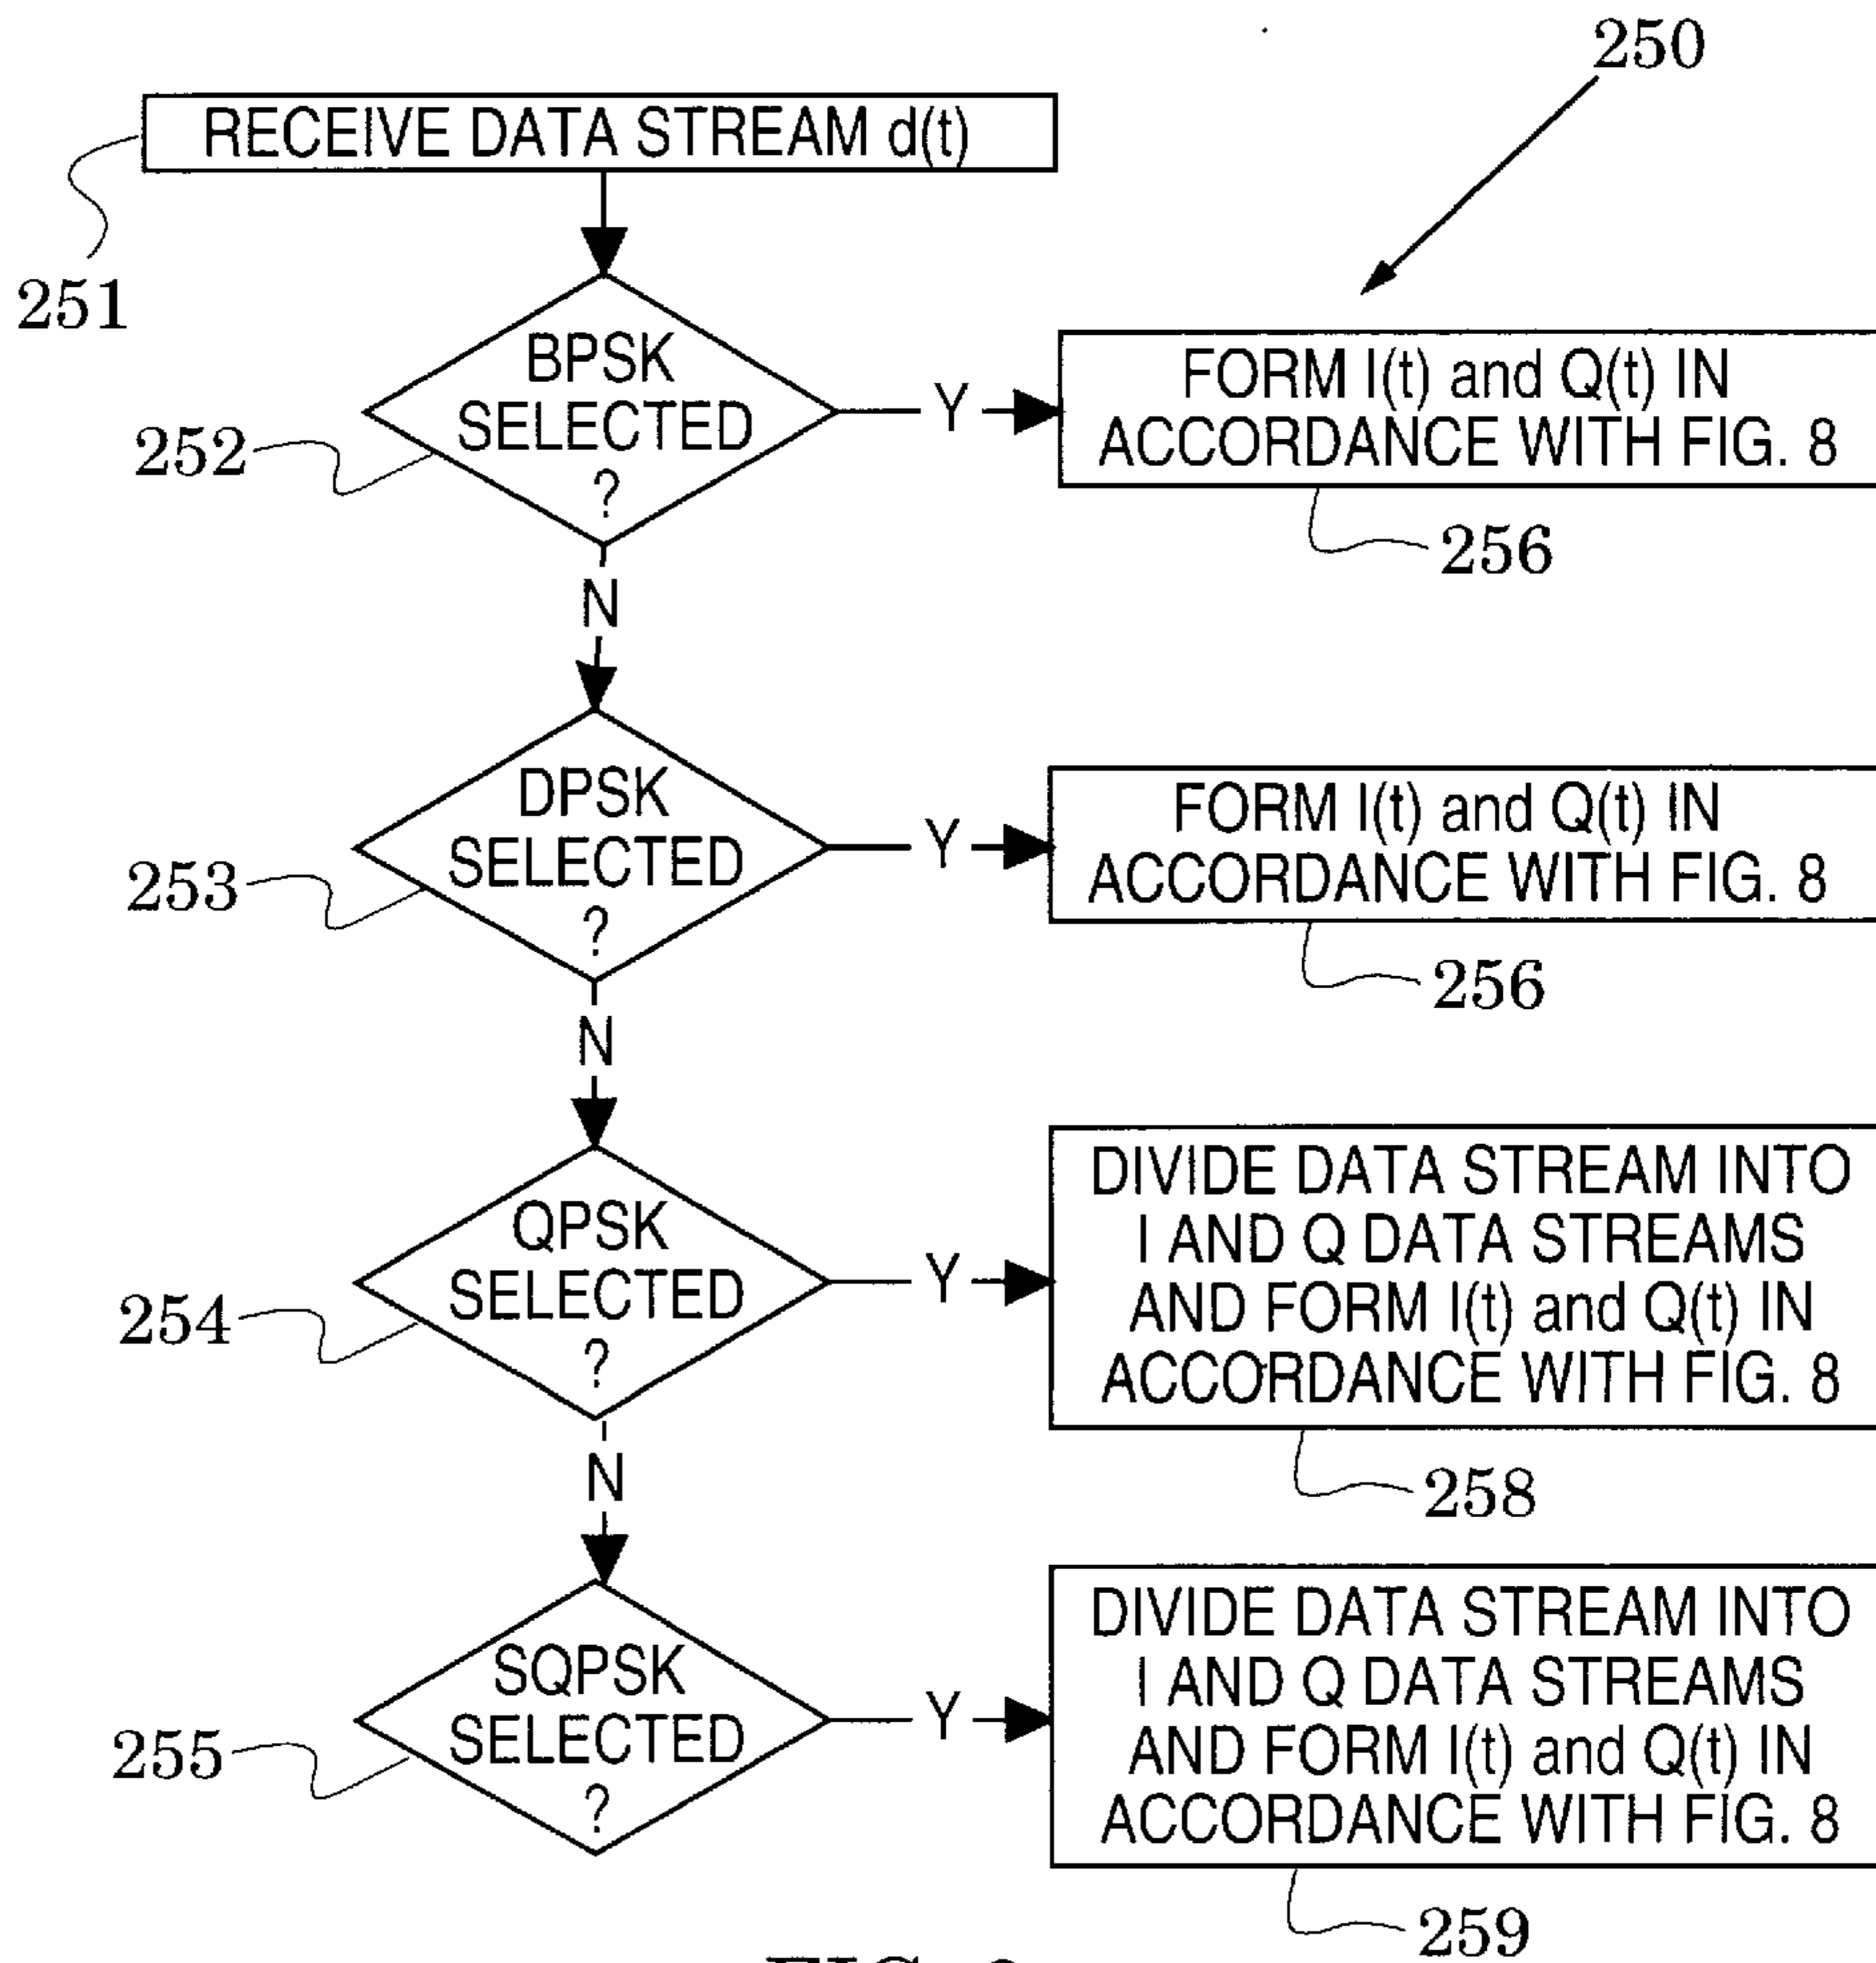 250
RECEIVE DATA STREAM d(t)
251
BPSK
SELECTED
?
252
Y
FORM I(t) and Q(t) IN
ACCORDANCE WITH FIG. 8
256
N
DPSK
SELECTED
?
253
Y
FORM I(t) and Q(t) IN
ACCORDANCE WITH FIG. 8
256
N
QPSK
SELECTED
?
254
Y
DIVIDE DATA STREAM INTO
I AND Q DATA STREAMS
AND FORM I(t) and Q(t) IN
ACCORDANCE WITH FIG. 8
258
N
SQPSK
SELECTED
?
255
Y
DIVIDE DATA STREAM INTO
I AND Q DATA STREAMS
AND FORM I(t) and Q(t) IN
ACCORDANCE WITH FIG. 8
259